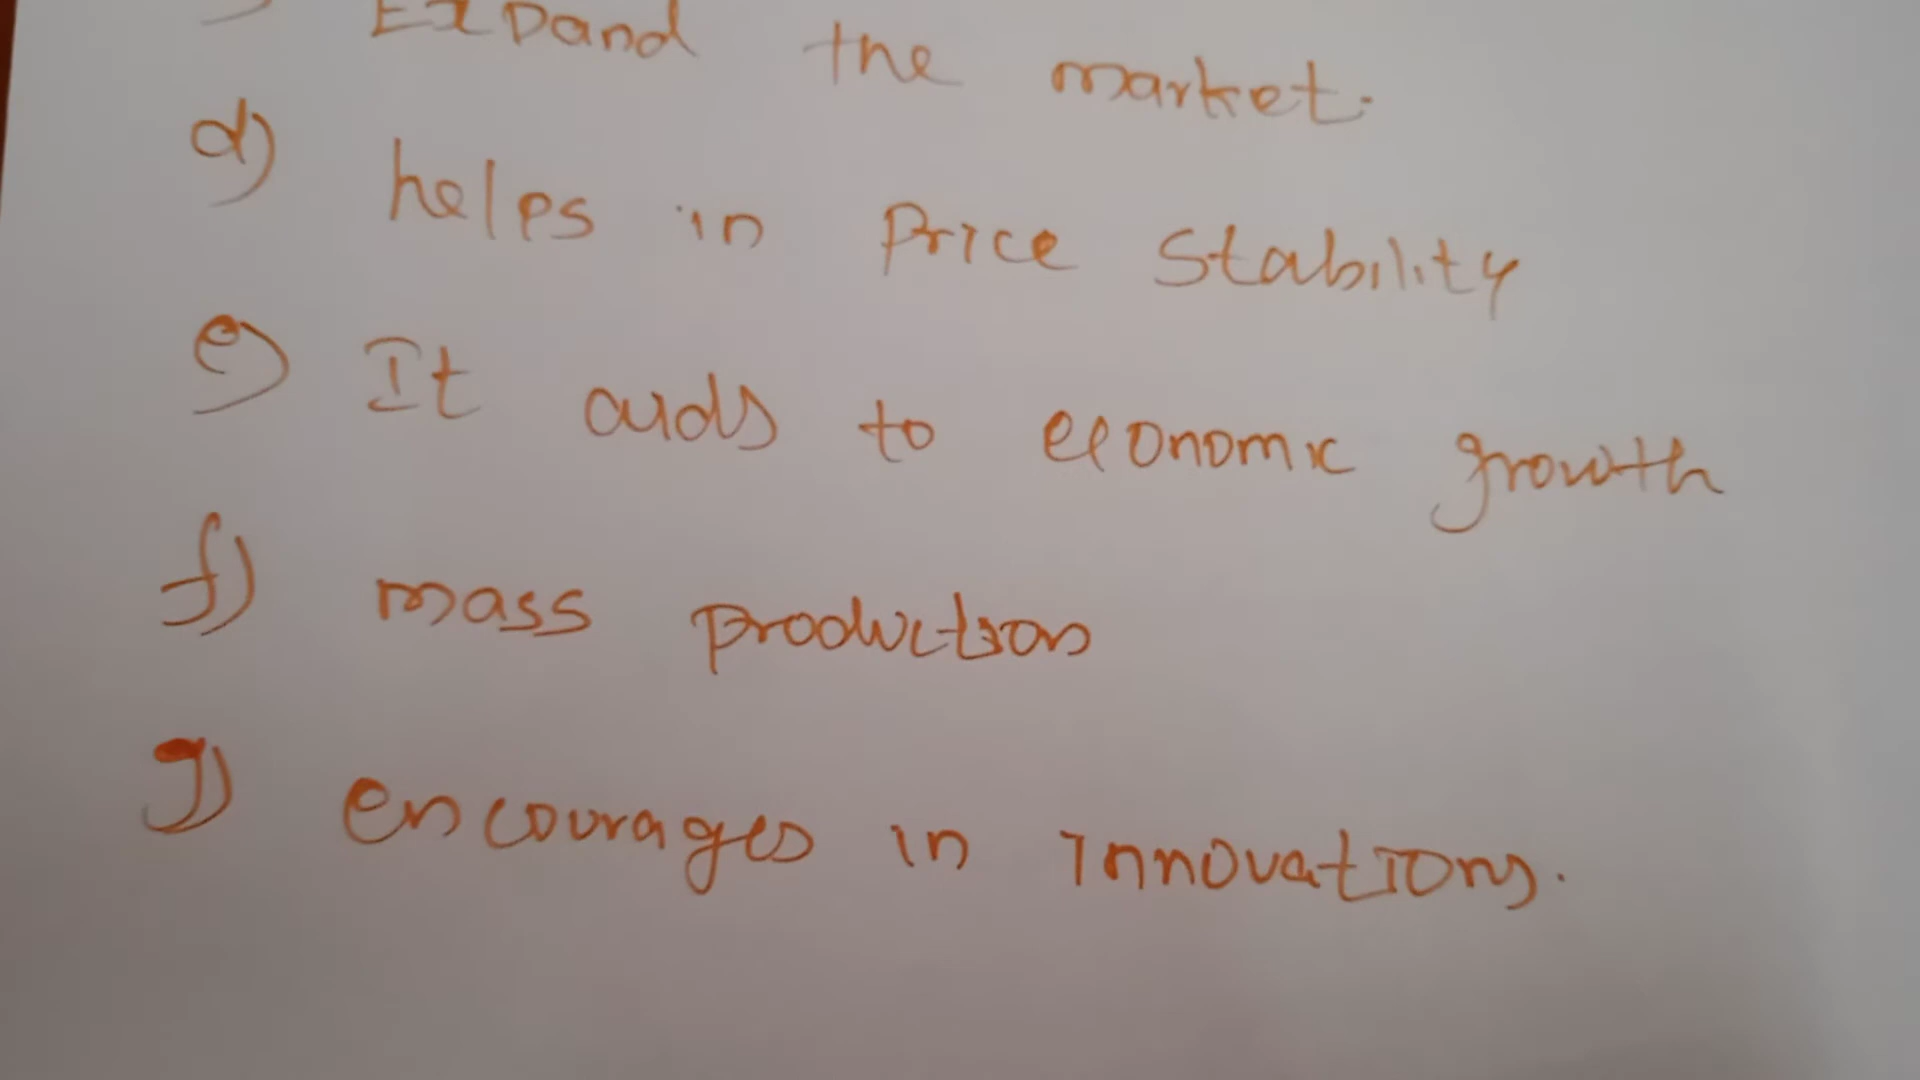 Expand the market.
d) helps in Price Stability
e) It aids to economic growth
f) mass production
g) encourages in Innovations.